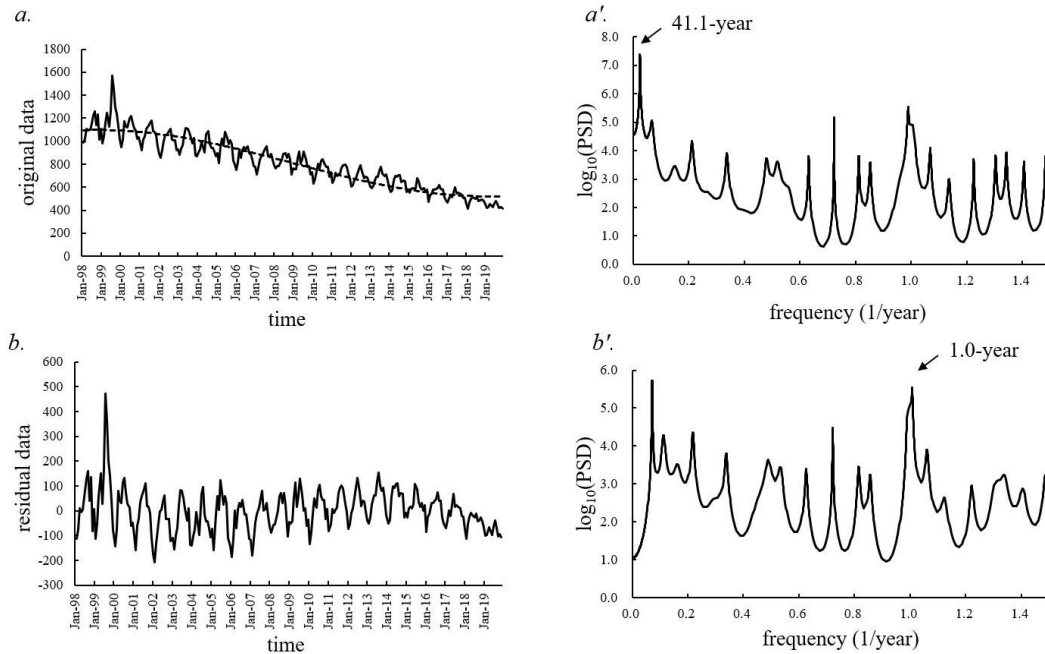 a.
original data
1800
1600
1400
1200
1000
800
600
400
200
0
Jan-98
Jan-99
Jan-00
Jan-01
Jan-02
Jan-03
Jan-04
Jan-05
Jan-06
Jan-07
Jan-08
Jan-09
Jan-10
Jan-11
Jan-12
Jan-13
Jan-14
Jan-15
Jan-16
Jan-17
Jan-18
Jan-19
time
a'.
41.1-year
log10(PSD)
8.0
7.0
6.0
5.0
4.0
3.0
2.0
1.0
0.0
0.0 0.2 0.4 0.6 0.8 1.0 1.2 1.4
frequency (1/year)
b.
residual data
600
500
400
300
200
100
0
-100
-200
-300
Jan-98
Jan-99
Jan-00
Jan-01
Jan-02
Jan-03
Jan-04
Jan-05
Jan-06
Jan-07
Jan-08
Jan-09
Jan-10
Jan-11
Jan-12
Jan-13
Jan-14
Jan-15
Jan-16
Jan-17
Jan-18
Jan-19
time
b'.
1.0-year
log10(PSD)
6.0
5.0
4.0
3.0
2.0
1.0
0.0
0.0 0.2 0.4 0.6 0.8 1.0 1.2 1.4
frequency (1/year)